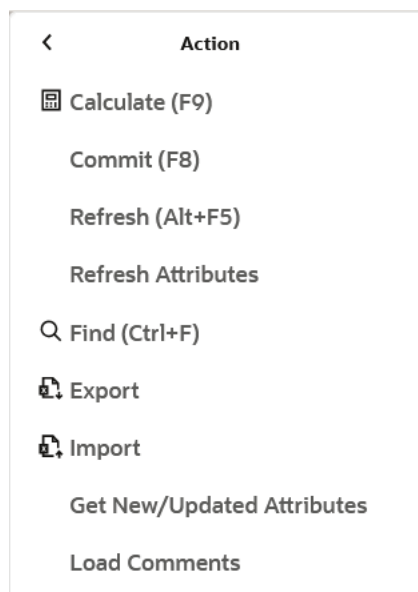 Action
Calculate (F9)
Commit (F8)
Refresh (Alt+F5)
Refresh Attributes
Find (Ctrl+F)
Export
Import
Get New/Updated Attributes
Load Comments